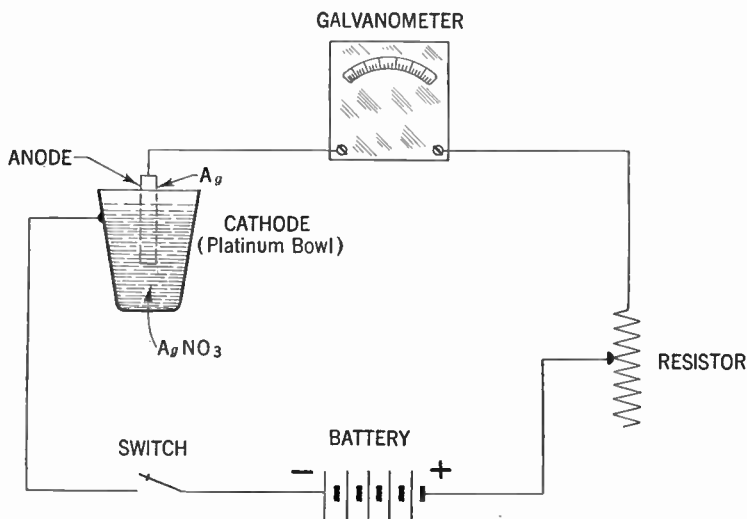 GALVANOMETER
ANODE
Ag
CATHODE
(Platinum Bowl)
AgNO3
RESISTOR
SWITCH
BATTERY
− +